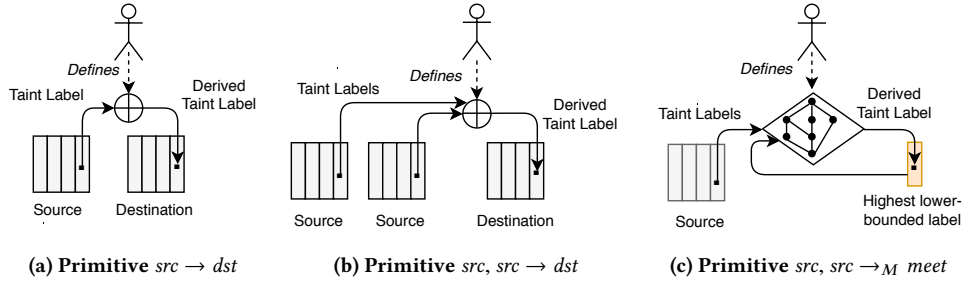 Defines
Taint Label
Derived
Taint Label
Source
Destination
(a) Primitive src → dst
Defines
Taint Labels
Derived
Taint Label
Source
Source
Destination
(b) Primitive src, src → dst
Defines
Taint Labels
Derived
Taint Label
Source
Highest lower-
bounded label
(c) Primitive src, src →M meet